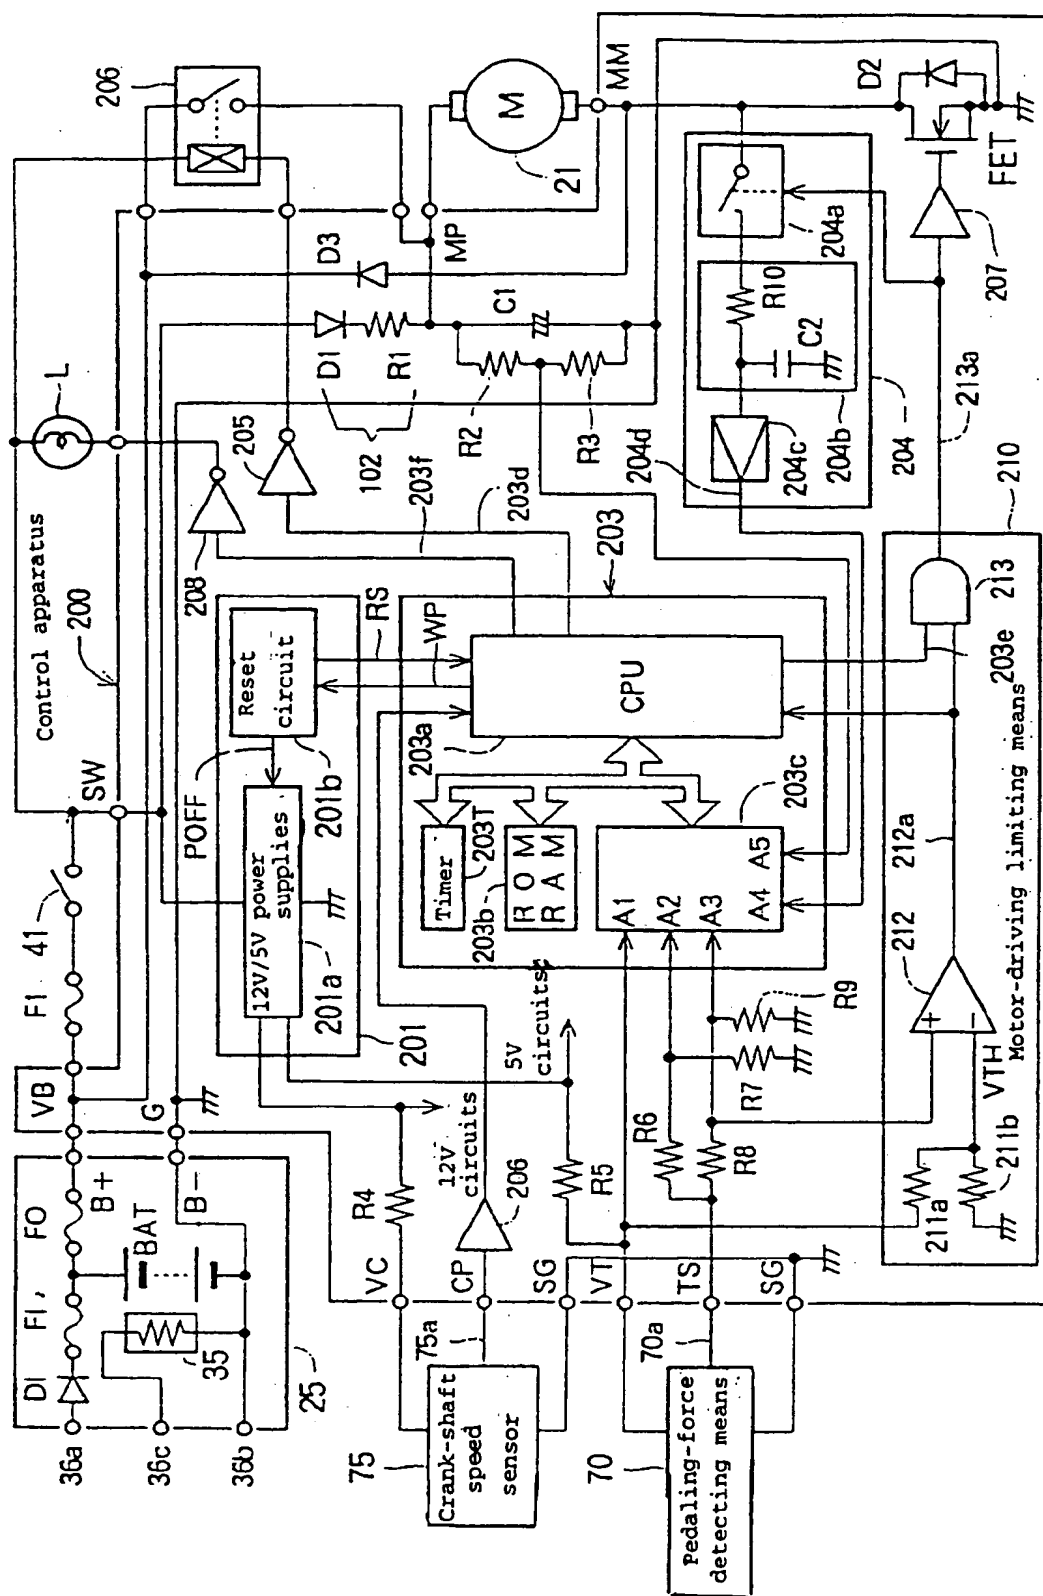 36a
36c
36b
DI
FI,
FO
B+
BAT
B-
35
25
VB
G
F1
41
SW
Control apparatus
200
L
206
D3
MP
MM
M
21
D1
R1
102
205
208
203f
203d
R2
R3
C1
D2
FET
207
204a
R10
C2
204b
204c
204d
204
213a
POFF
Reset
circuit
201b
12V/5V power
supplies
201a
201
RS
WP
203
CPU
203a
Timer
203T
ROM
RAM
203b
203c
A1
A2
A3
A4
A5
VC
R4
12V
circuits
CP
206
5V
circuits
SG
R5
VT
R6
TS
R8
R7
R9
SG
75
Crank-shaft
speed
sensor
75a
70
Pedaling-force
detecting means
70a
211a
211b
VTH
212
+
−
212a
213
203e
210
Motor-driving limiting means